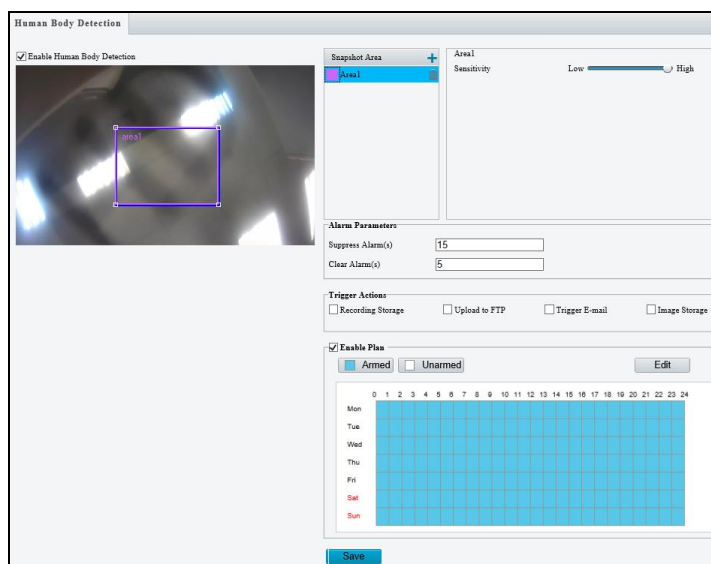 Human Body Detection
Enable Human Body Detection
area1
Snapshot Area
Area1
Area1
Sensitivity Low High
Alarm Parameters
Suppress Alarm(s) 15
Clear Alarm(s) 5
Trigger Actions
Recording Storage Upload to FTP Trigger E-mail Image Storage
Enable Plan
Armed Unarmed Edit
0 1 2 3 4 5 6 7 8 9 10 11 12 13 14 15 16 17 18 19 20 21 22 23 24
Mon
Tue
Wed
Thu
Fri
Sat
Sun
Save